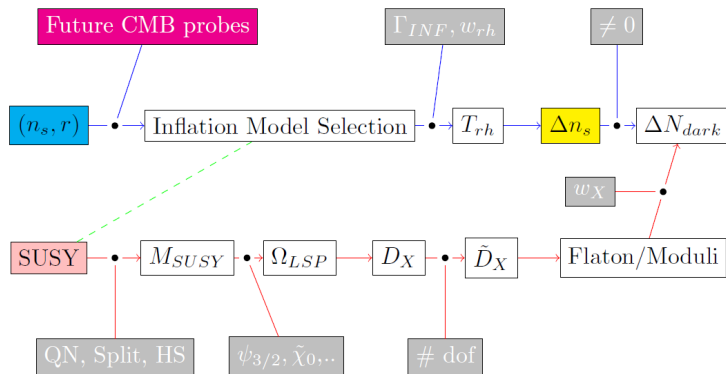 Future CMB probes
Γ_{INF}, w_{rh}
≠ 0
(n_s, r)
Inflation Model Selection
T_{rh}
Δn_s
ΔN_{dark}
w_X
SUSY
M_{SUSY}
Ω_{LSP}
D_X
D̃_X
Flaton/Moduli
QN, Split, HS
ψ_{3/2}, χ̃_0,..
# dof